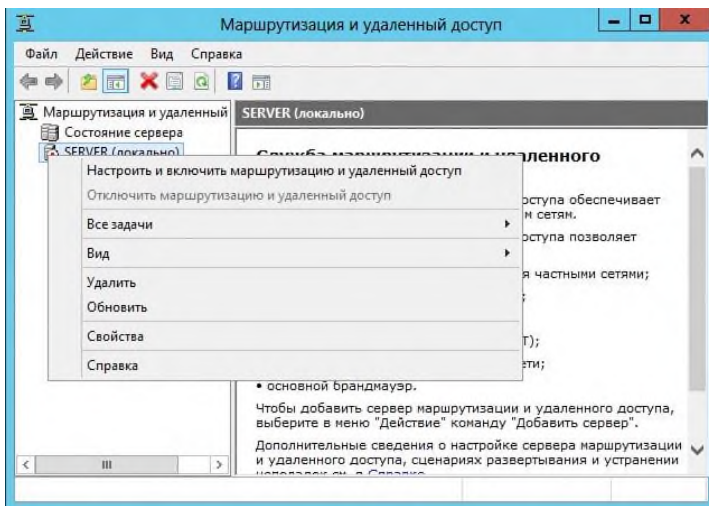 Маршрутизация и удаленный доступ
Файл Действие Вид Справка
Маршрутизация и удаленный
Состояние сервера
SERVER (локально)
SERVER (локально)
Служба маршрутизации и удаленного
Настроить и включить маршрутизацию и удаленный доступ
Отключить маршрутизацию и удаленный доступ
Все задачи
Вид
Удалить
Обновить
Свойства
Справка
оступа обеспечивает
м сетям.
оступа позволяет
я частными сетями;
;
Т);
ети;
• основной брандмауэр.
Чтобы добавить сервер маршрутизации и удаленного доступа,
выберите в меню "Действие" команду "Добавить сервер".
Дополнительные сведения о настройке сервера маршрутизации
и удаленного доступа, сценариях развертывания и устранении
неполадок см. в Справке